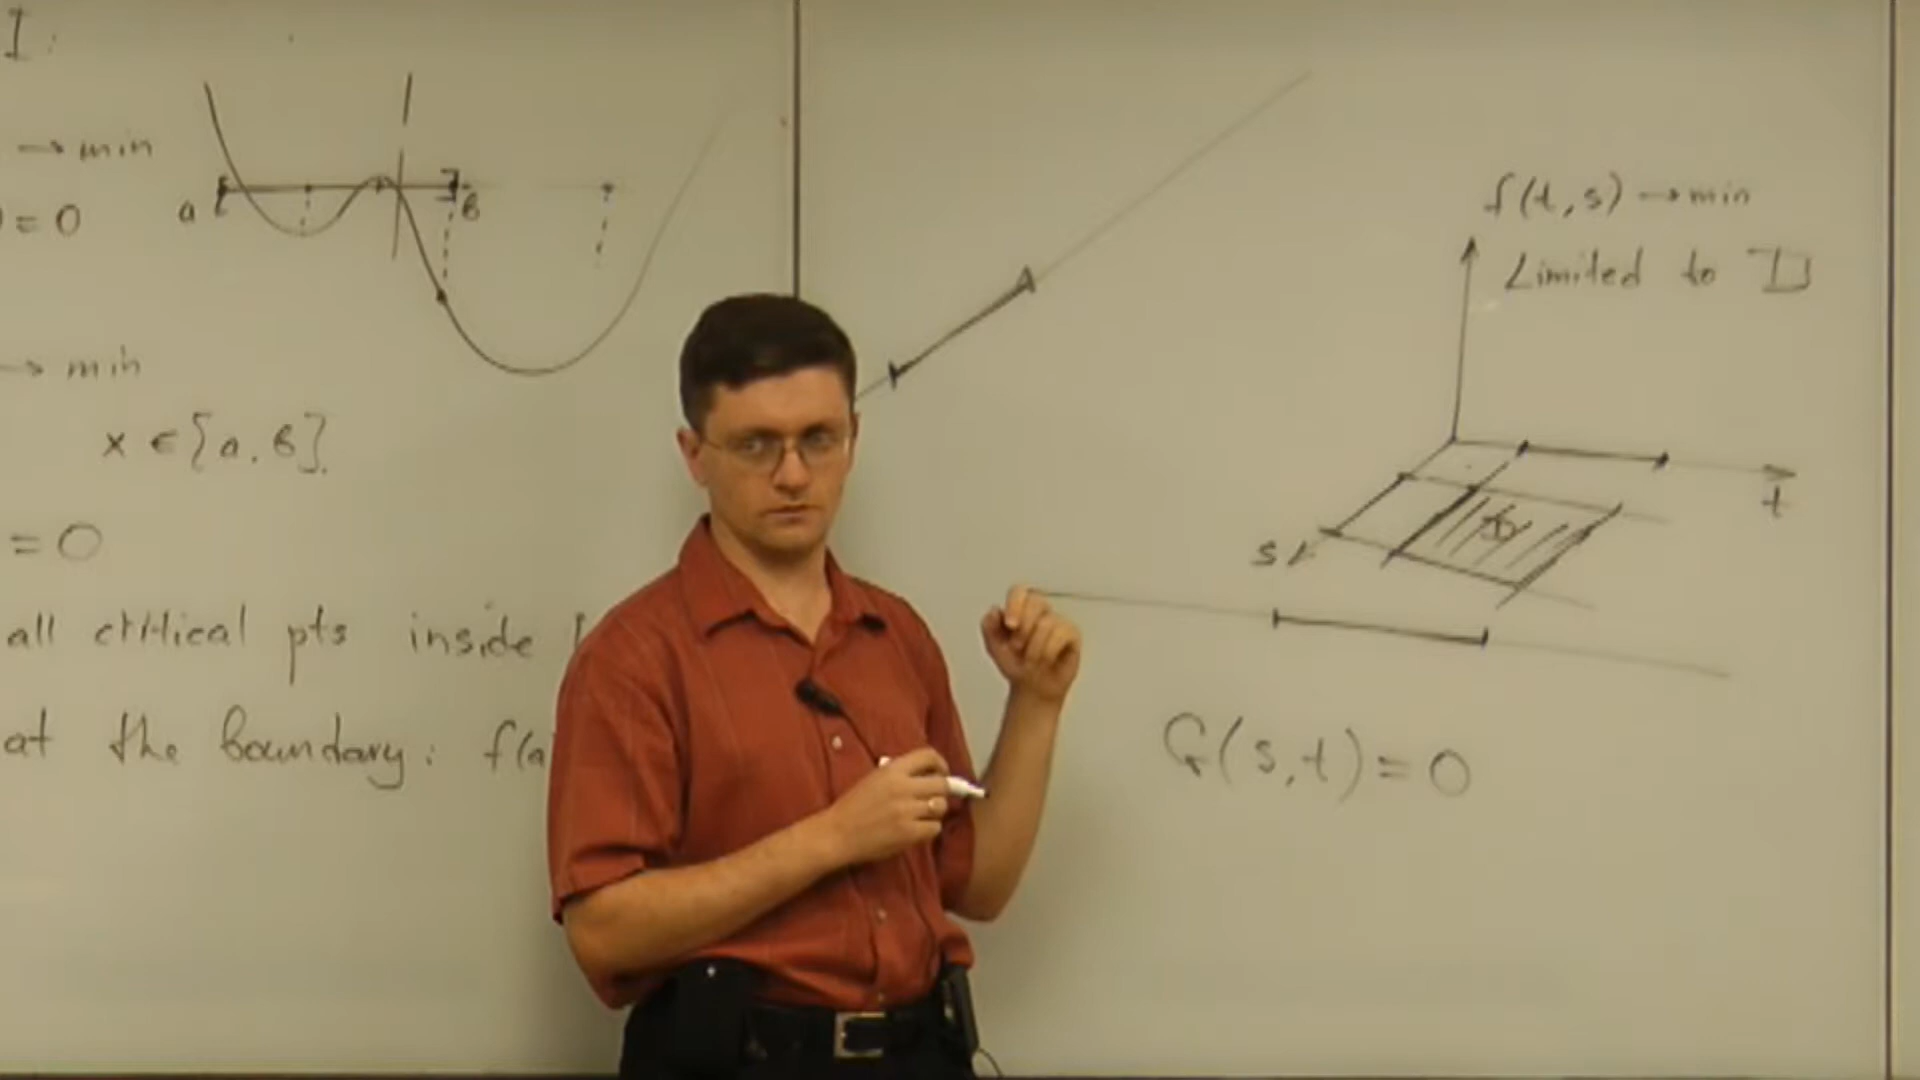 I.
→ min
) = 0
a
b
→ min
x ∈ [a, b].
= 0
all critical pts inside [
at the boundary: f(a
f(t, s) → min
Limited to D
t
s
D
G(s, t) = 0